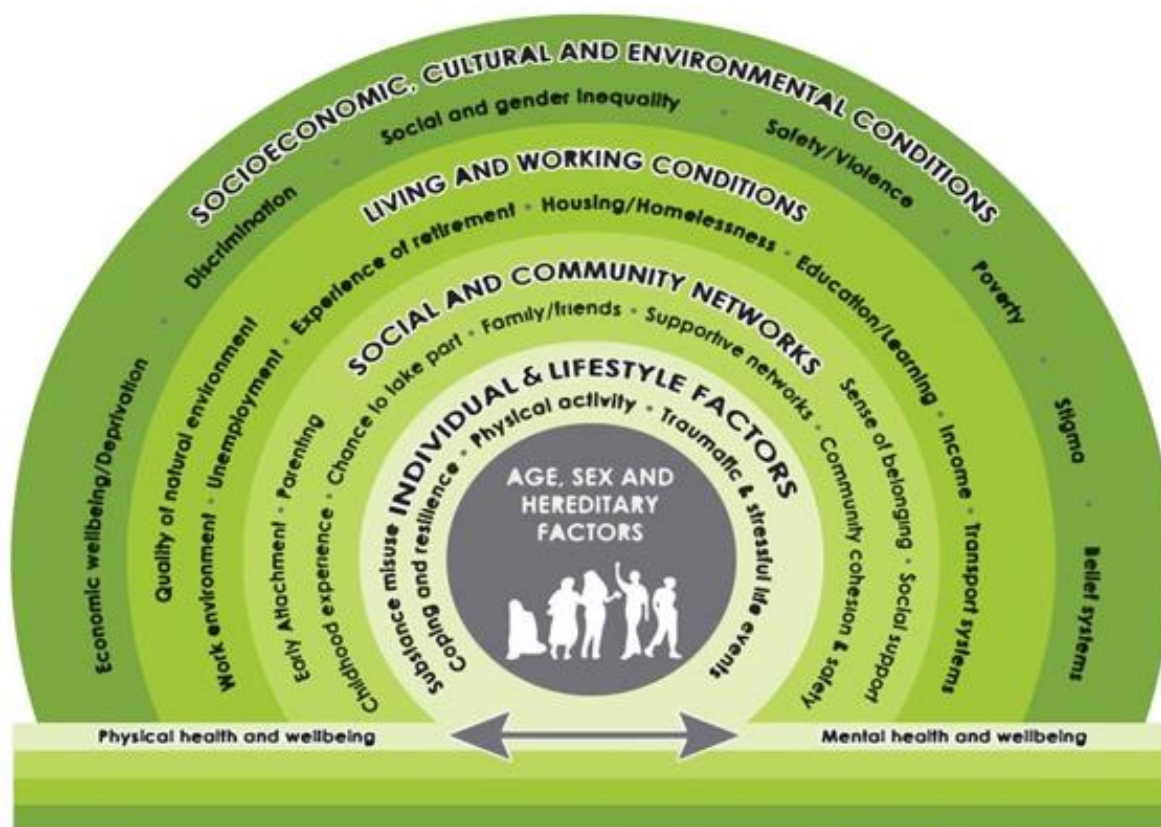 SOCIOECONOMIC, CULTURAL AND ENVIRONMENTAL CONDITIONS
Economic wellbeing/Deprivation • Discrimination • Social and gender inequality • Safety/Violence • Poverty • Stigma • Belief systems
LIVING AND WORKING CONDITIONS
Quality of natural environment
Work environment • Unemployment • Experience of retirement • Housing/Homelessness • Education/Learning • Income • Transport systems
SOCIAL AND COMMUNITY NETWORKS
Early Attachment • Parenting
Childhood experience • Chance to take part • Family/friends • Supportive networks • Community cohesion & safety
Sense of belonging • Social support
INDIVIDUAL & LIFESTYLE FACTORS
Substance misuse
Coping and resilience • Physical activity • Traumatic & stressful life events
AGE, SEX AND
HEREDITARY
FACTORS
Physical health and wellbeing
Mental health and wellbeing